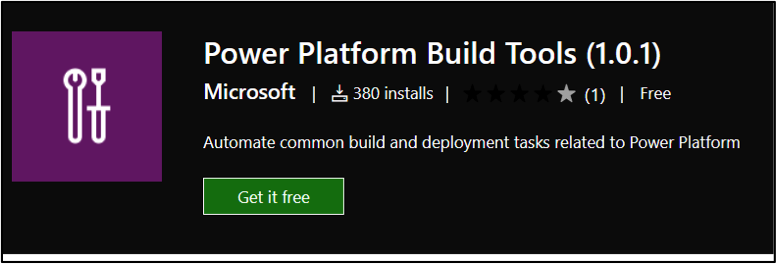 Power Platform Build Tools (1.0.1)
Microsoft | 380 installs | (1) | Free
Automate common build and deployment tasks related to Power Platform
Get it free